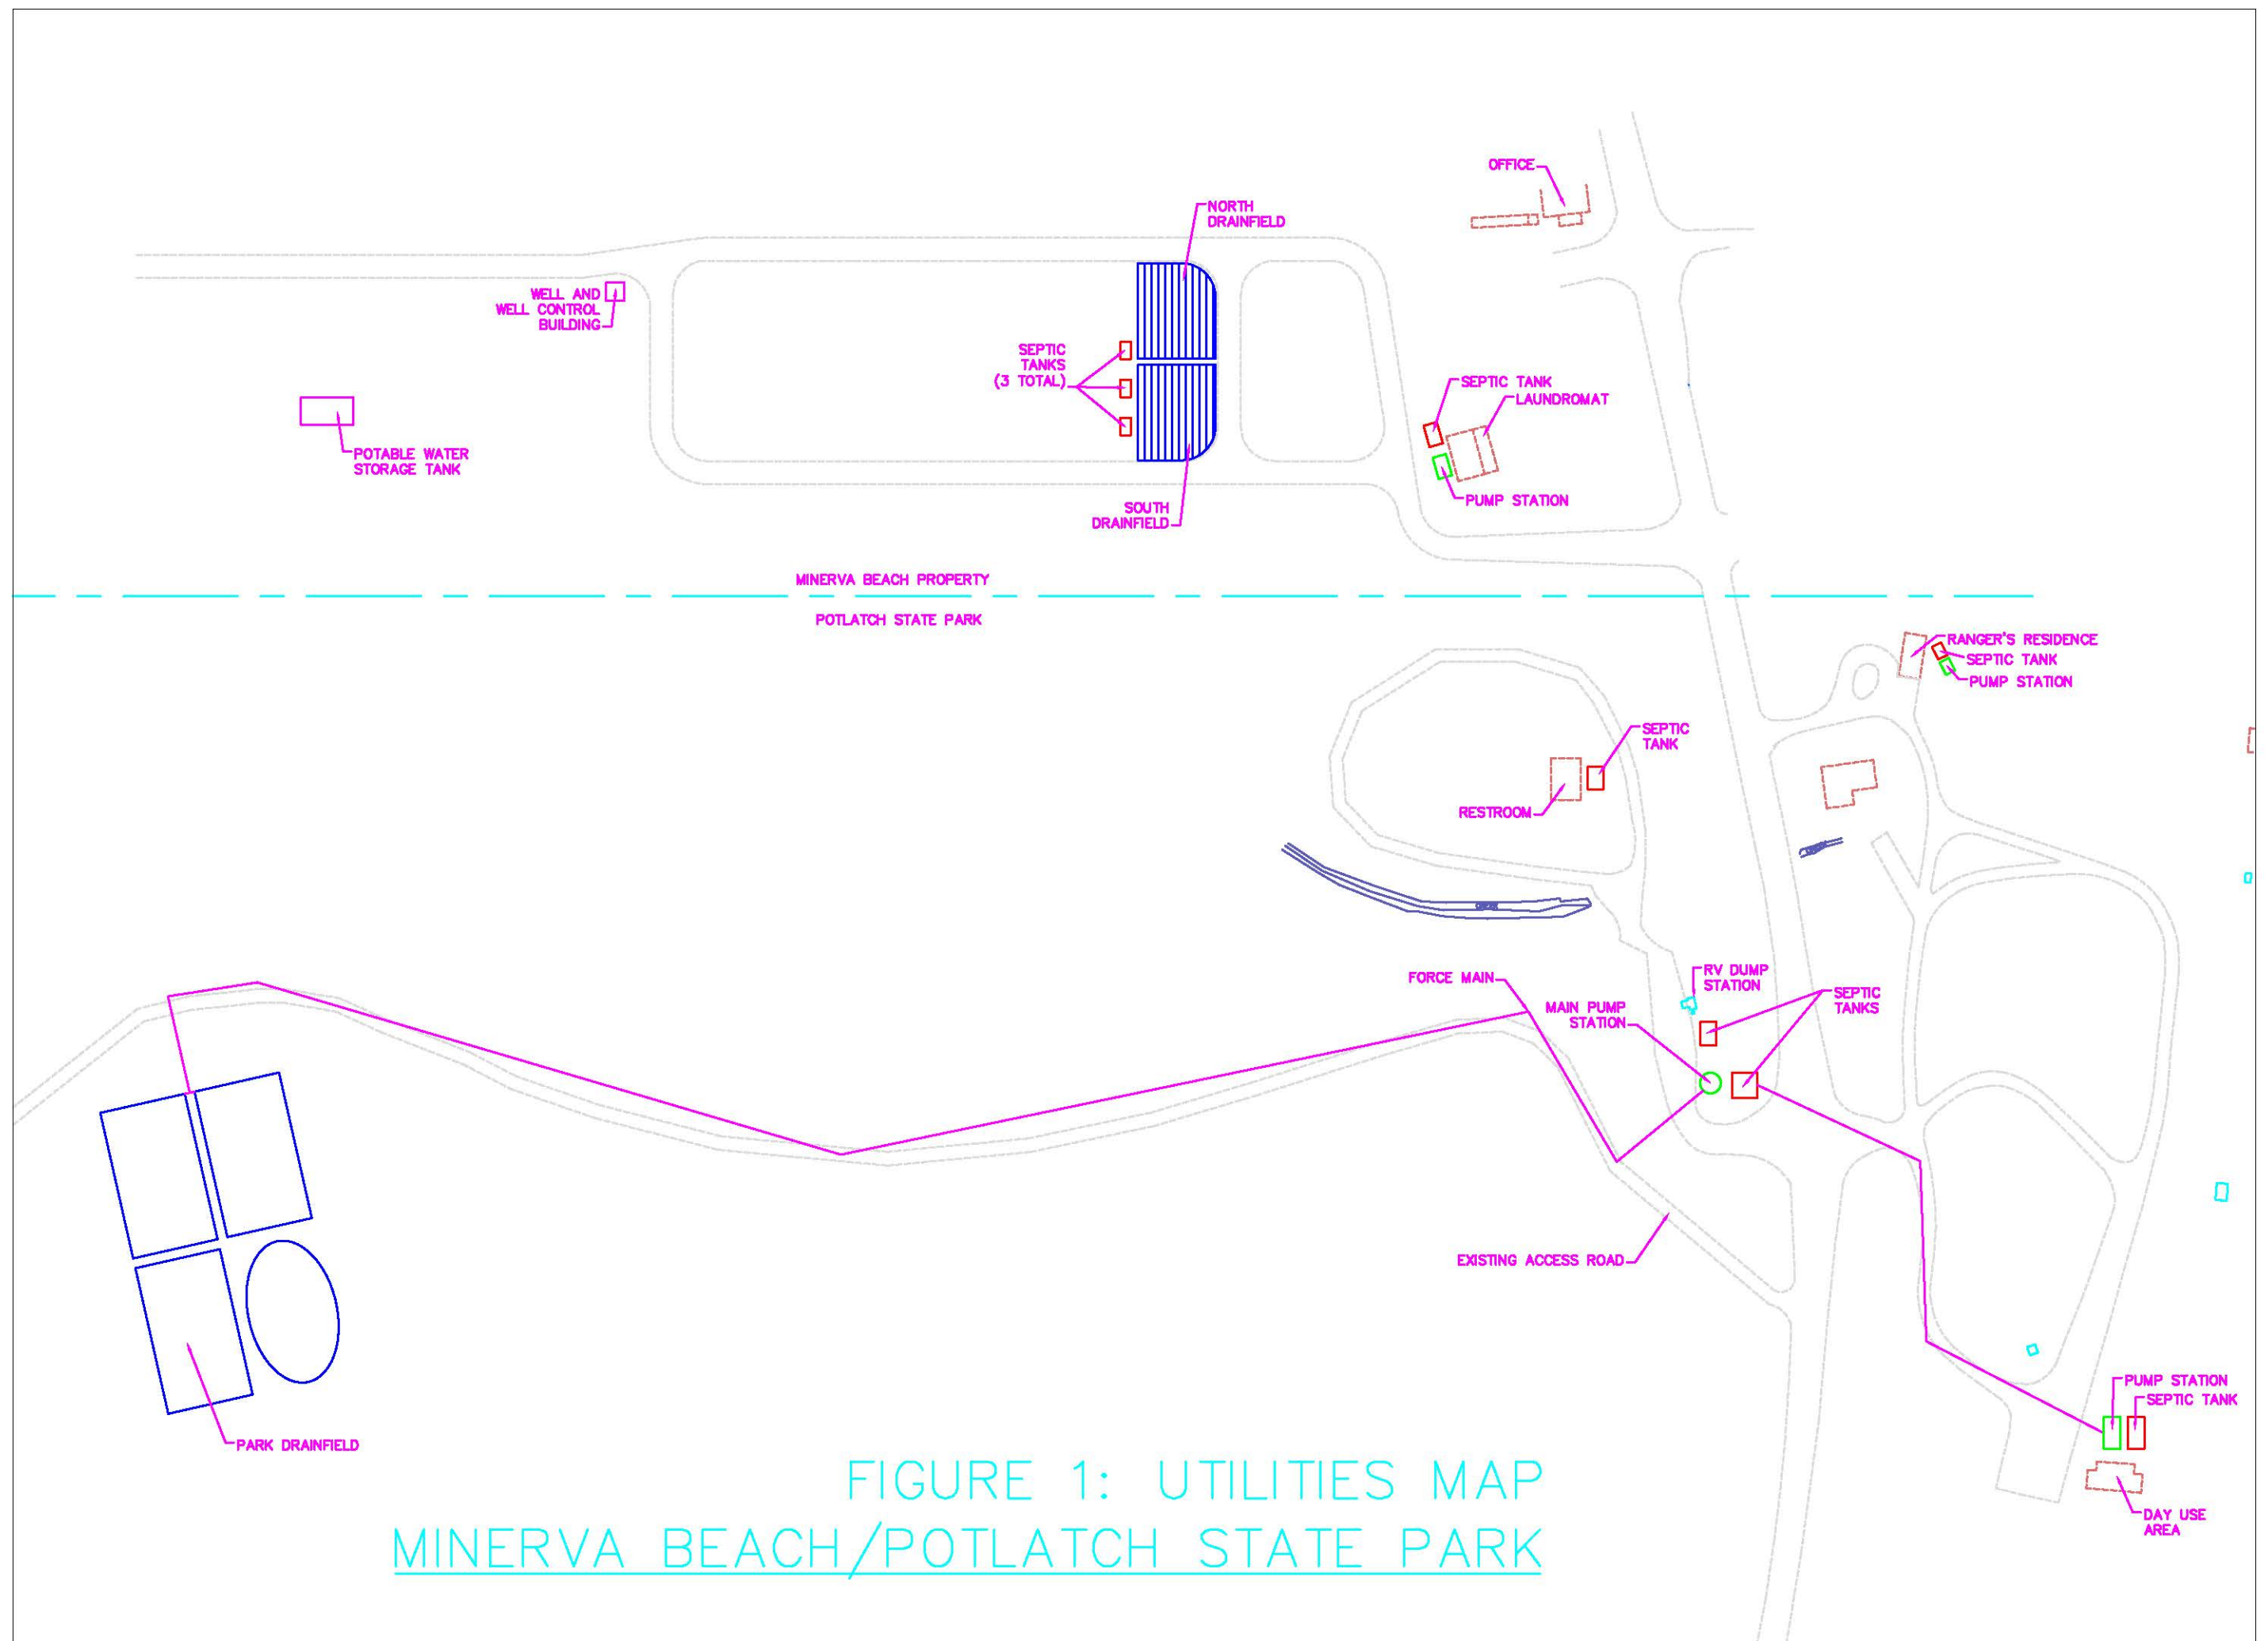 OFFICE
NORTH
DRAINFIELD
WELL AND
WELL CONTROL
BUILDING
SEPTIC
TANKS
(3 TOTAL)
SEPTIC TANK
LAUNDROMAT
POTABLE WATER
STORAGE TANK
PUMP STATION
SOUTH
DRAINFIELD
MINERVA BEACH PROPERTY
POTLATCH STATE PARK
RANGER'S RESIDENCE
SEPTIC TANK
PUMP STATION
SEPTIC
TANK
RESTROOM
FORCE MAIN
RV DUMP
STATION
MAIN PUMP
STATION
SEPTIC
TANKS
EXISTING ACCESS ROAD
PUMP STATION
SEPTIC TANK
PARK DRAINFIELD
DAY USE
AREA
FIGURE 1: UTILITIES MAP
MINERVA BEACH/POTLATCH STATE PARK